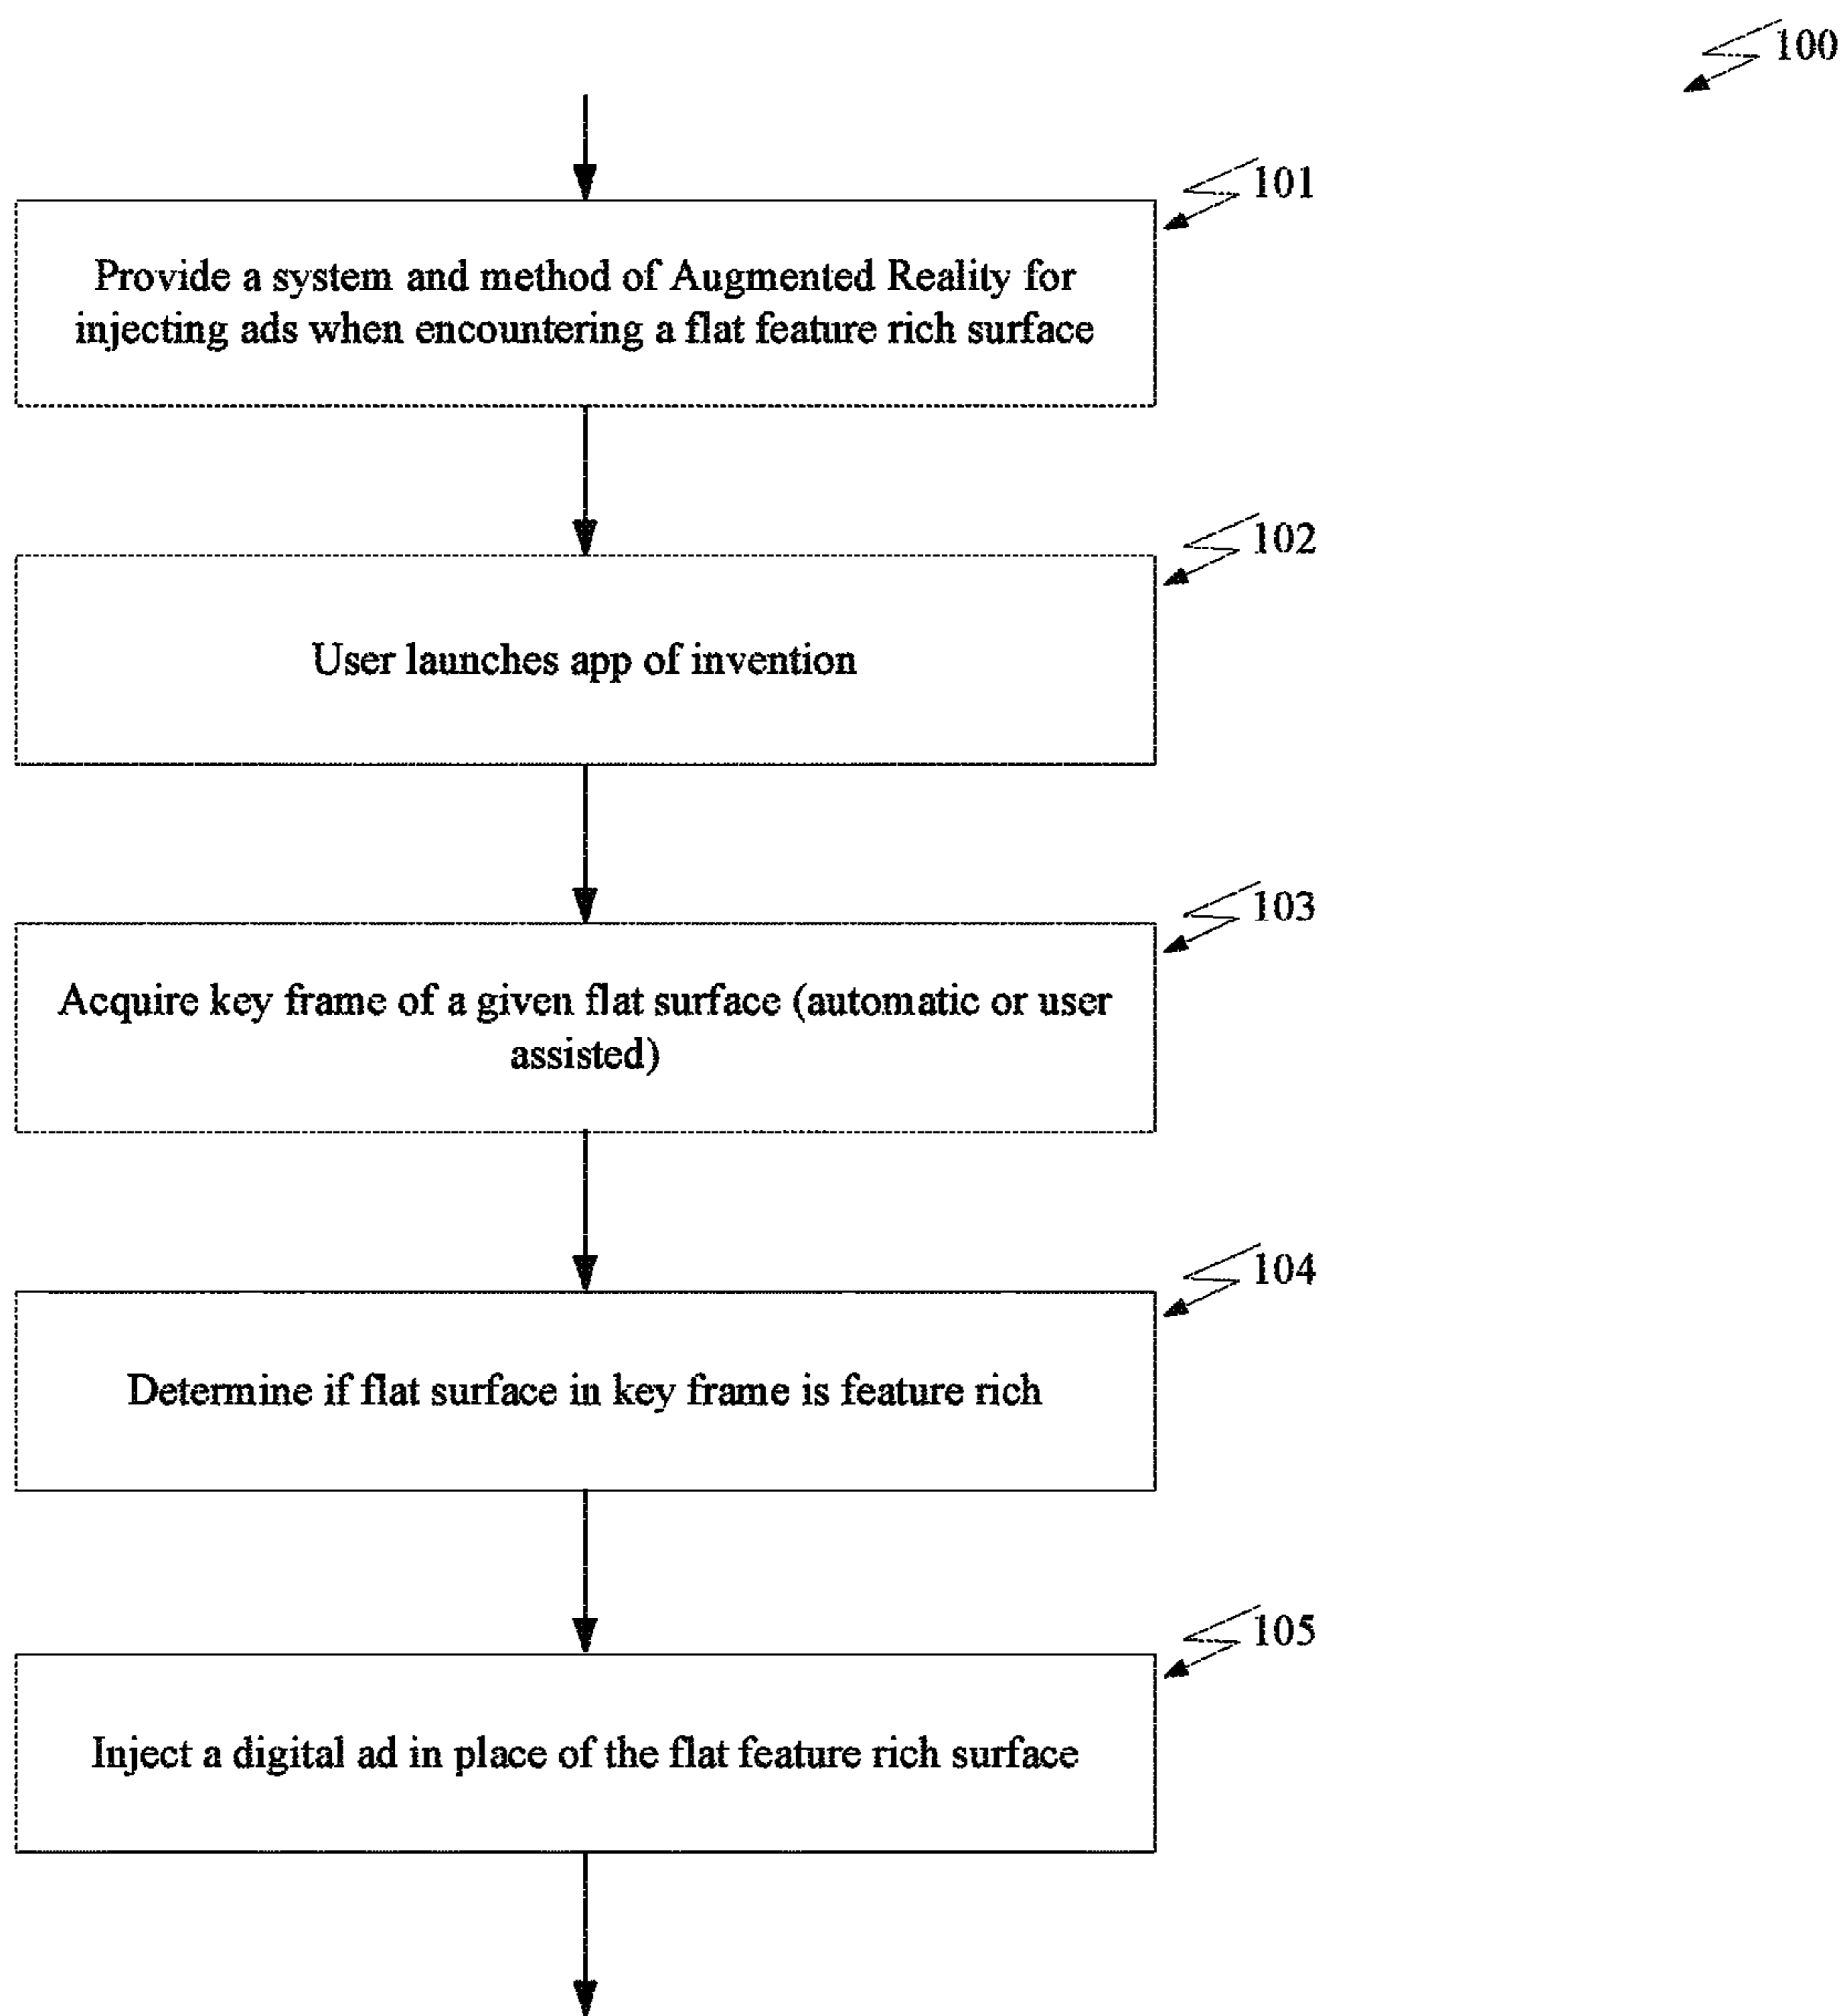 100
101
Provide a system and method of Augmented Reality for
injecting ads when encountering a flat feature rich surface
102
User launches app of invention
103
Acquire key frame of a given flat surface (automatic or user
assisted)
104
Determine if flat surface in key frame is feature rich
105
Inject a digital ad in place of the flat feature rich surface